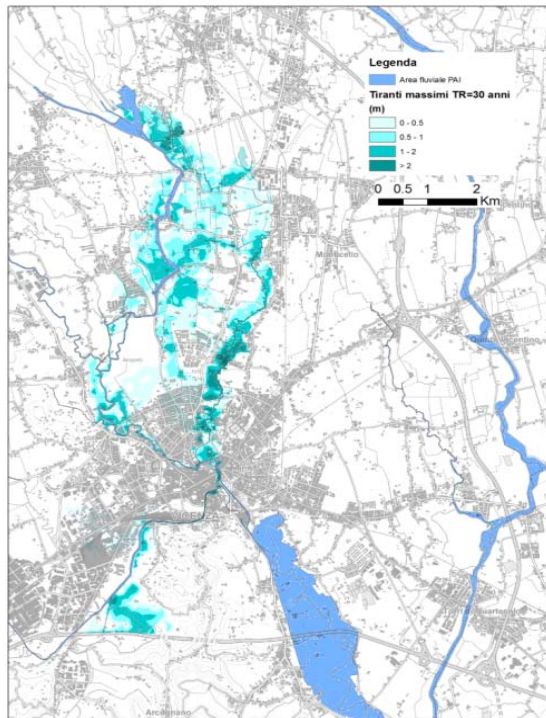 Legenda
Area fluviale PAI
Tiranti massimi TR=30 anni
(m)
0 - 0.5
0.5 - 1
1 - 2
> 2
0 0.5 1 2
Km
Monticello
Arcugnano